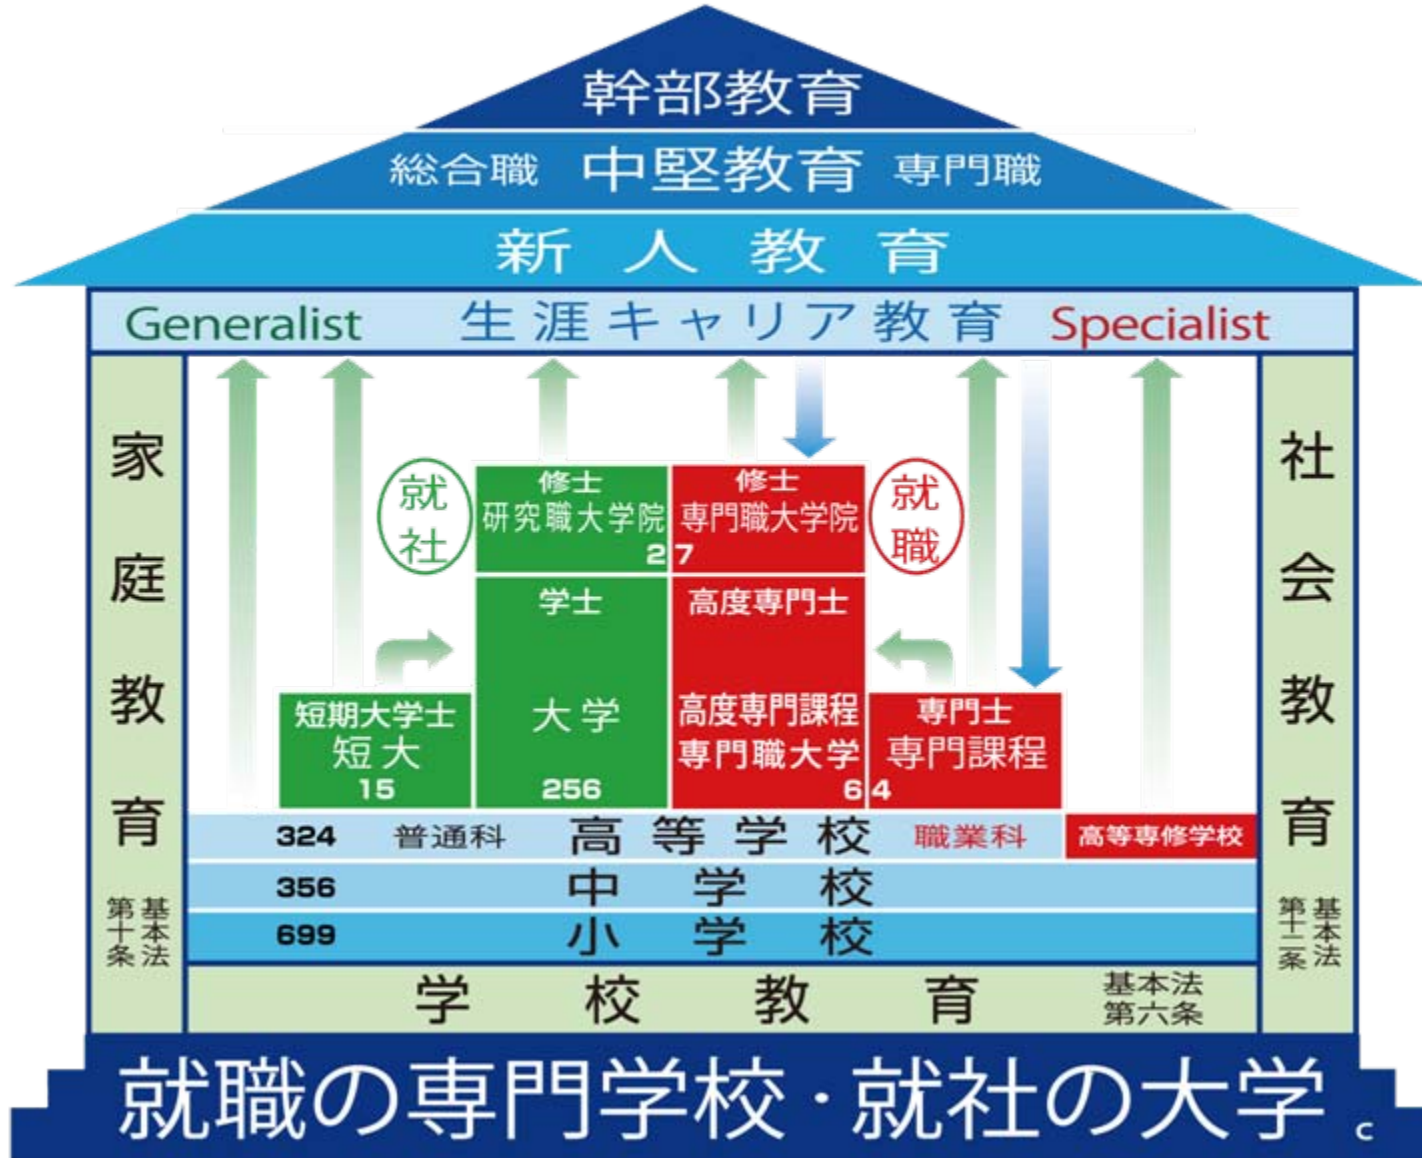 幹部教育
総合職 中堅教育 専門職
新人教育
Generalist 生涯キャリア教育 Specialist
家庭教育
基本法
第十条
社会教育
基本法
第十二条
就社
就職
修士
研究職大学院
2
修士
専門職大学院
7
学士
大学
256
高度専門士
高度専門課程
専門職大学
6
短期大学士
短大
15
専門士
専門課程
4
324 普通科 高等学校 職業科 高等専修学校
356 中学校
699 小学校
学校教育
基本法
第六条
就職の専門学校・就社の大学 c